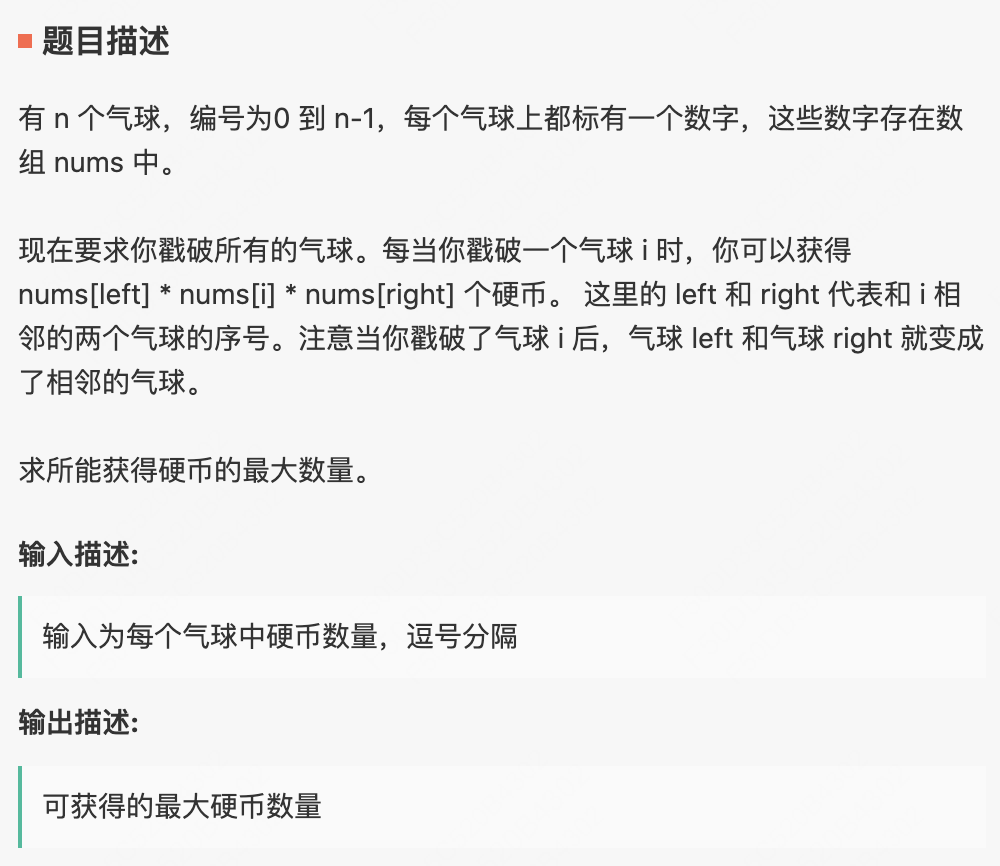 题目描述
有 n 个气球，编号为0 到 n-1，每个气球上都标有一个数字，这些数字存在数
组 nums 中。
现在要求你戳破所有的气球。每当你戳破一个气球 i 时，你可以获得
nums[left] * nums[i] * nums[right] 个硬币。 这里的 left 和 right 代表和 i 相
邻的两个气球的序号。注意当你戳破了气球 i 后，气球 left 和气球 right 就变成
了相邻的气球。
求所能获得硬币的最大数量。
输入描述:
输入为每个气球中硬币数量，逗号分隔
输出描述:
可获得的最大硬币数量